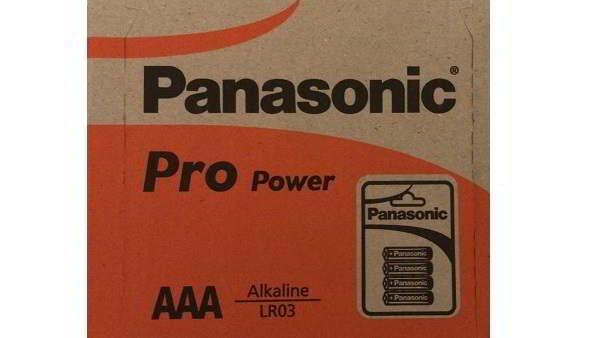 Panasonic®
Pro Power
Panasonic
+ Panasonic
+ Panasonic
+ Panasonic
+ Panasonic
AAA Alkaline
LR03